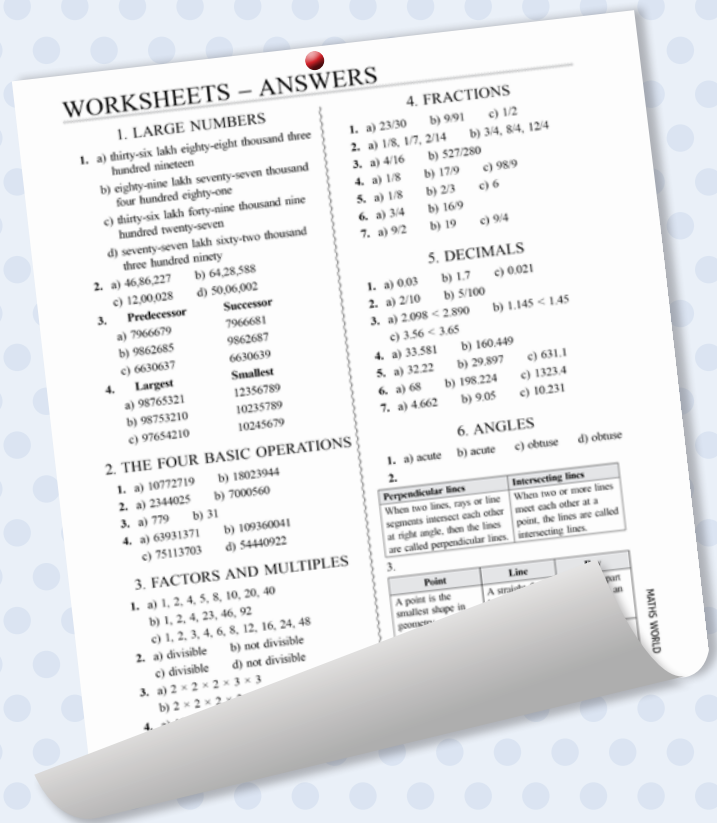 WORKSHEETS – ANSWERS
1. LARGE NUMBERS
1. a) thirty-six lakh eighty-eight thousand three
hundred nineteen
b) eighty-nine lakh seventy-seven thousand
four hundred eighty-one
c) thirty-six lakh forty-nine thousand nine
hundred twenty-seven
d) seventy-seven lakh sixty-two thousand
three hundred ninety
2. a) 46,86,227 b) 64,28,588
c) 12,00,028 d) 50,06,002
3. Predecessor Successor
a) 7966679 7966681
b) 9862685 9862687
c) 6630637 6630639
4. Largest Smallest
a) 98765321 12356789
b) 98753210 10235789
c) 97654210 10245679
2. THE FOUR BASIC OPERATIONS
1. a) 10772719 b) 18023944
2. a) 2344025 b) 7000560
3. a) 779 b) 31
4. a) 63931371 b) 109360041
c) 75113703 d) 54440922
3. FACTORS AND MULTIPLES
1. a) 1, 2, 4, 5, 8, 10, 20, 40
b) 1, 2, 4, 23, 46, 92
c) 1, 2, 3, 4, 6, 8, 12, 16, 24, 48
2. a) divisible b) not divisible
c) divisible d) not divisible
3. a) 2 × 2 × 2 × 3 × 3
b) 2 × 2 × 2 ×
4.
4. FRACTIONS
1. a) 23/30 b) 9/91 c) 1/2
2. a) 1/8, 1/7, 2/14 b) 3/4, 8/4, 12/4
3. a) 4/16 b) 527/280
4. a) 1/8 b) 17/9 c) 98/9
5. a) 1/8 b) 2/3 c) 6
6. a) 3/4 b) 16/9
7. a) 9/2 b) 19 c) 9/4
5. DECIMALS
1. a) 0.03 b) 1.7 c) 0.021
2. a) 2/10 b) 5/100
3. a) 2.098 < 2.890 b) 1.145 < 1.45
c) 3.56 < 3.65
4. a) 33.581 b) 160.449
5. a) 32.22 b) 29.897 c) 631.1
6. a) 68 b) 198.224 c) 1323.4
7. a) 4.662 b) 9.05 c) 10.231
6. ANGLES
1. a) acute b) acute c) obtuse d) obtuse
2.
Perpendicular lines
When two lines, rays or line
segments intersect each other
at right angle, then the lines
are called perpendicular lines.
Intersecting lines
When two or more lines
meet each other at a
point, the lines are called
intersecting lines.
3.
Point Line
A point is the
smallest shape in
A
part
an
MATHS WORLD